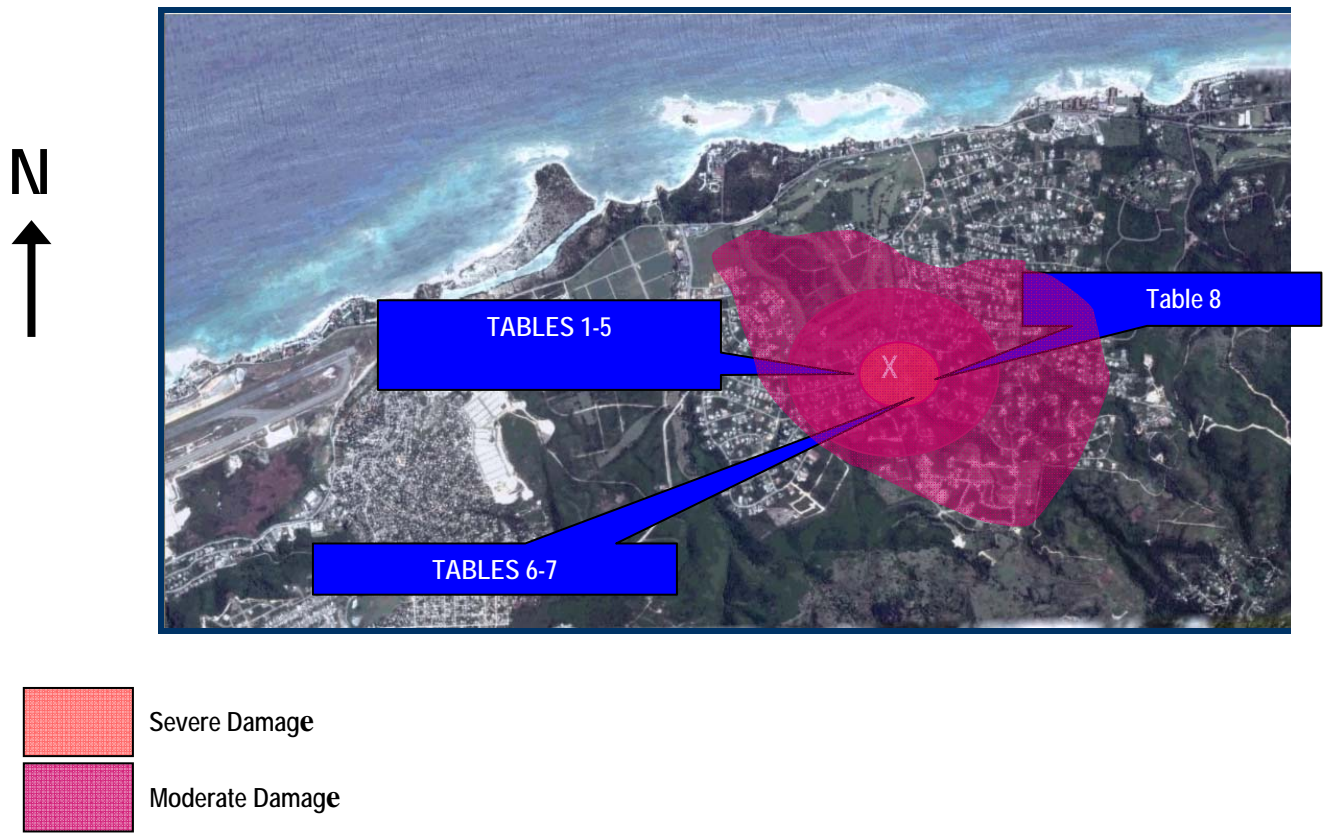 N
TABLES 1-5
Table 8
X
TABLES 6-7
Severe Damage
Moderate Damage